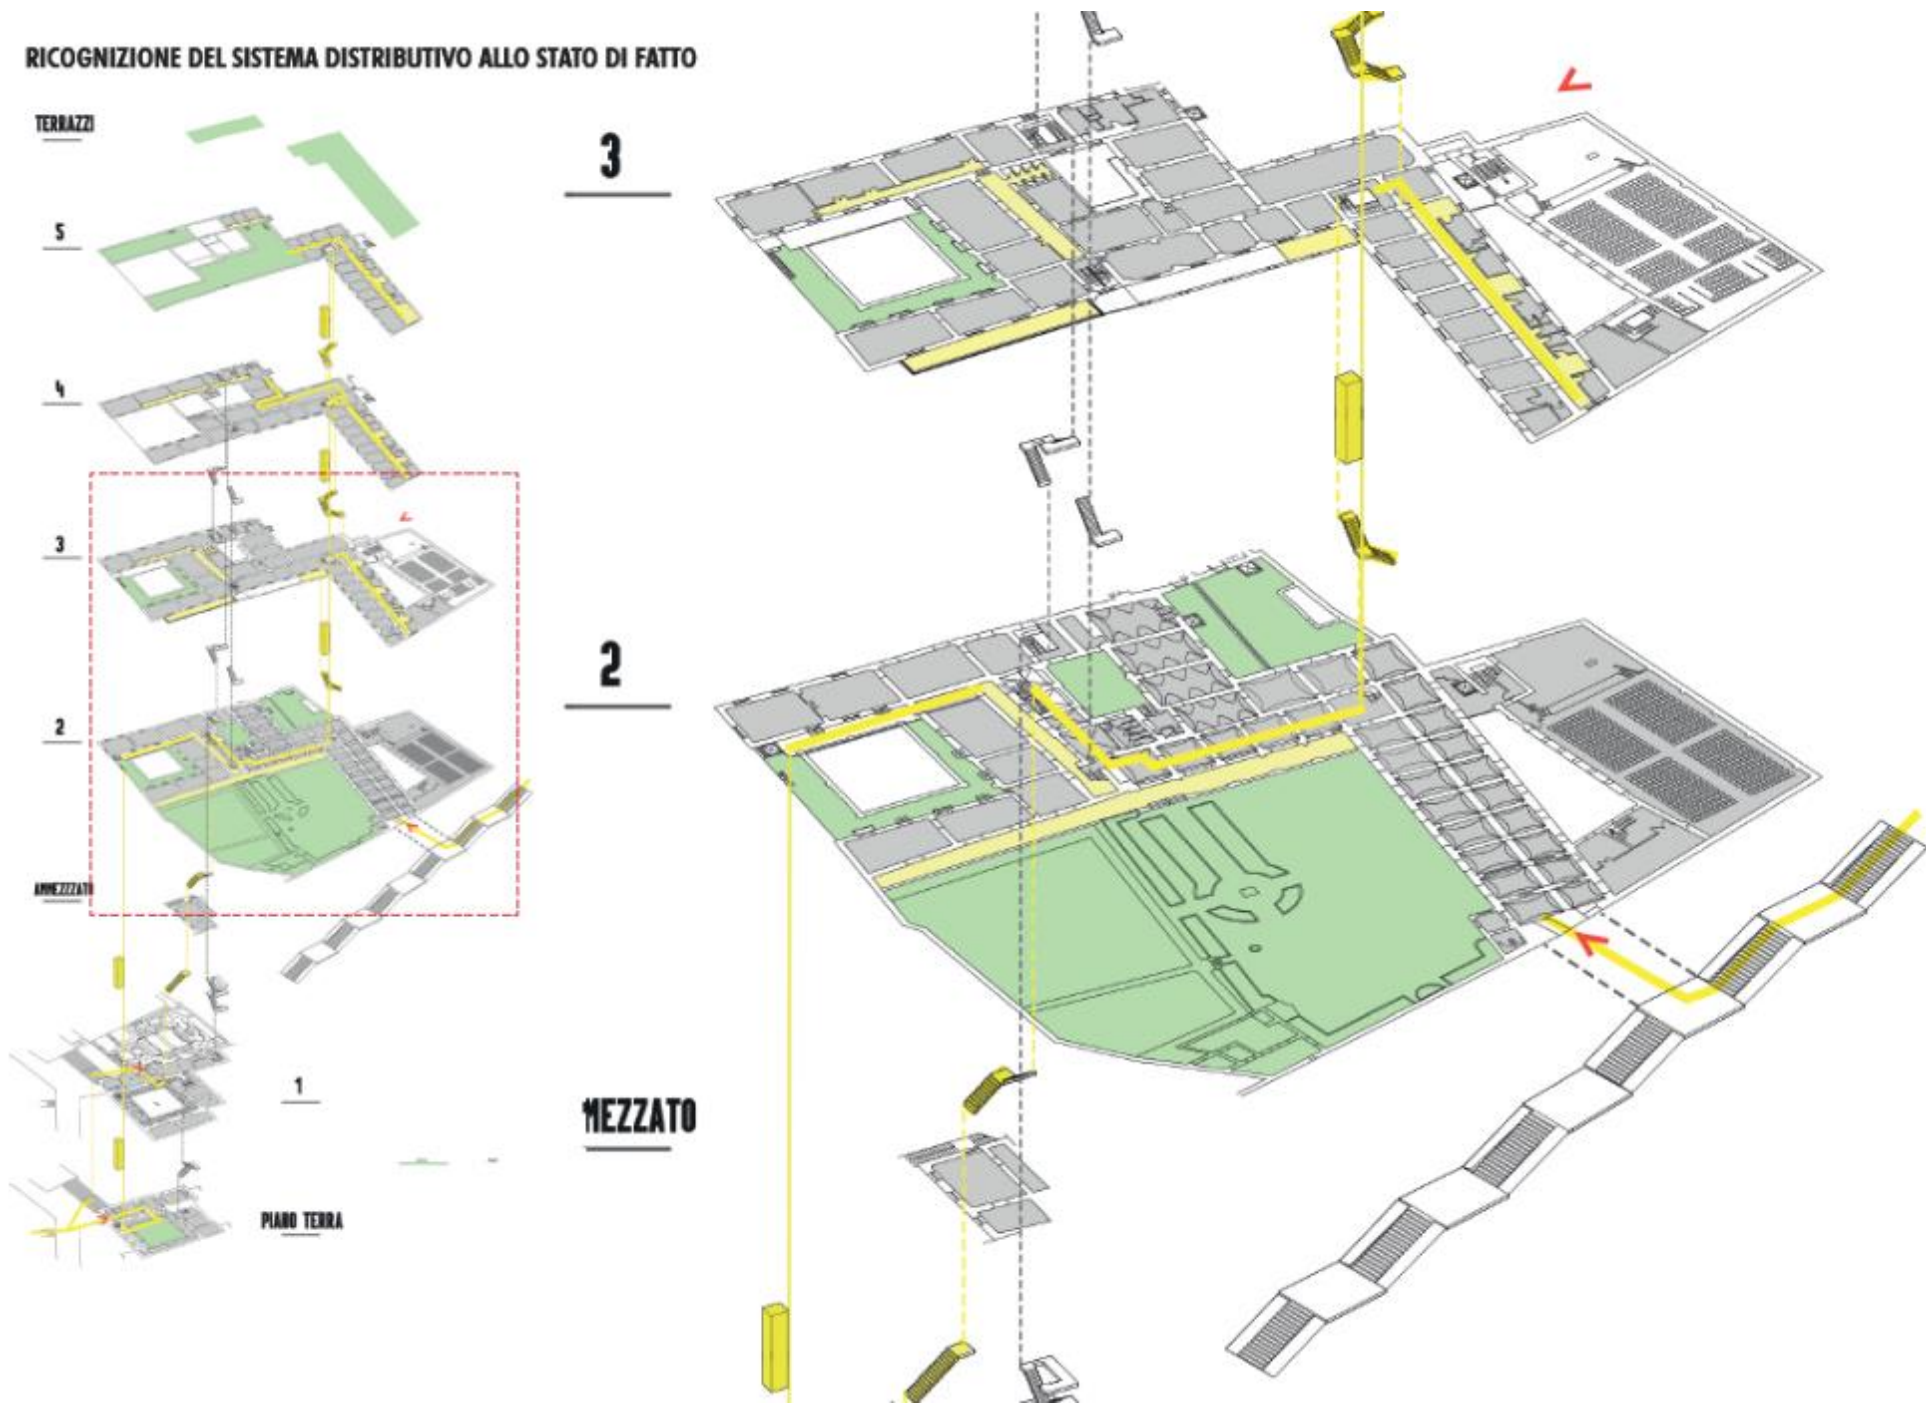 RICOGNIZIONE DEL SISTEMA DISTRIBUTIVO ALLO STATO DI FATTO
TERRAZZI
5
4
3
2
1
PIANO TERRA
3
2
MEZZATO